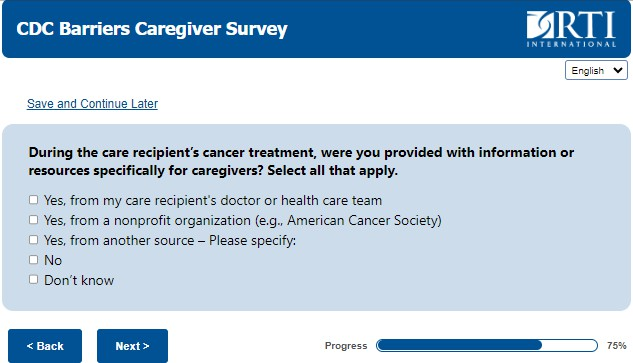 CDC Barriers Caregiver Survey
RTI
INTERNATIONAL
English
Save and Continue Later
During the care recipient’s cancer treatment, were you provided with information or
resources specifically for caregivers? Select all that apply.
Yes, from my care recipient's doctor or health care team
Yes, from a nonprofit organization (e.g., American Cancer Society)
Yes, from another source – Please specify:
No
Don’t know
< Back
Next >
Progress
75%